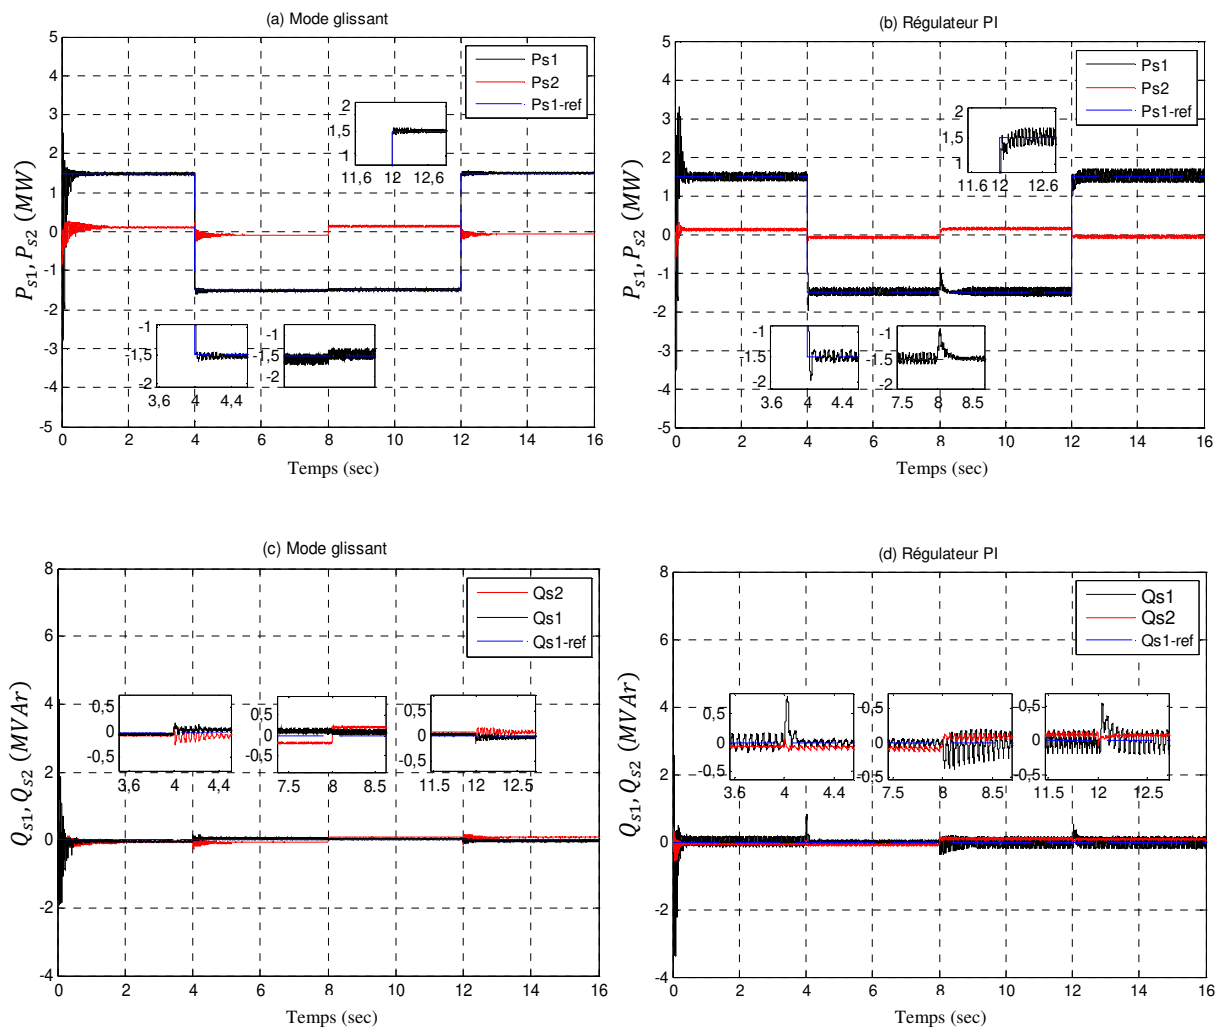 (a) Mode glissant
5
4
3
2
1
0
-1
-2
-3
-4
-5
P_{s1}, P_{s2} (MW)
Ps1
Ps2
Ps1-ref
2
1,5
1
11,6 12 12,6
-1
-1,5
-2
3,6 4 4,4
-1
-1,5
-2
0 2 4 6 8 10 12 14 16
Temps (sec)
(b) Régulateur PI
5
4
3
2
1
0
-1
-2
-3
-4
-5
P_{s1}, P_{s2} (MW)
Ps1
Ps2
Ps1-ref
2
1,5
1
11.6 12 12.6
-1
-1.5
-2
3.6 4 4.6
-1
-1.5
-2
7.5 8 8.5
0 2 4 6 8 10 12 14 16
Temps (sec)
(c) Mode glissant
8
6
4
2
0
-2
-4
Q_{s1}, Q_{s2} (MVAr)
Qs2
Qs1
Qs1-ref
0,5
0
-0,5
3,6 4 4,4
0,5
0
-0,5
7.5 8 8.5
0,5
0
-0,5
11.5 12 12.5
0 2 4 6 8 10 12 14 16
Temps (sec)
(d) Régulateur PI
8
6
4
2
0
-2
-4
Q_{s1}, Q_{s2} (MVAr)
Qs1
Qs2
Qs1-ref
0,5
0
-0,5
3.6 4 4.4
0,5
0
-0,5
7.5 8 8.5
0,5
0
-0,5
11.5 12 12.5
0 2 4 6 8 10 12 14 16
Temps (sec)